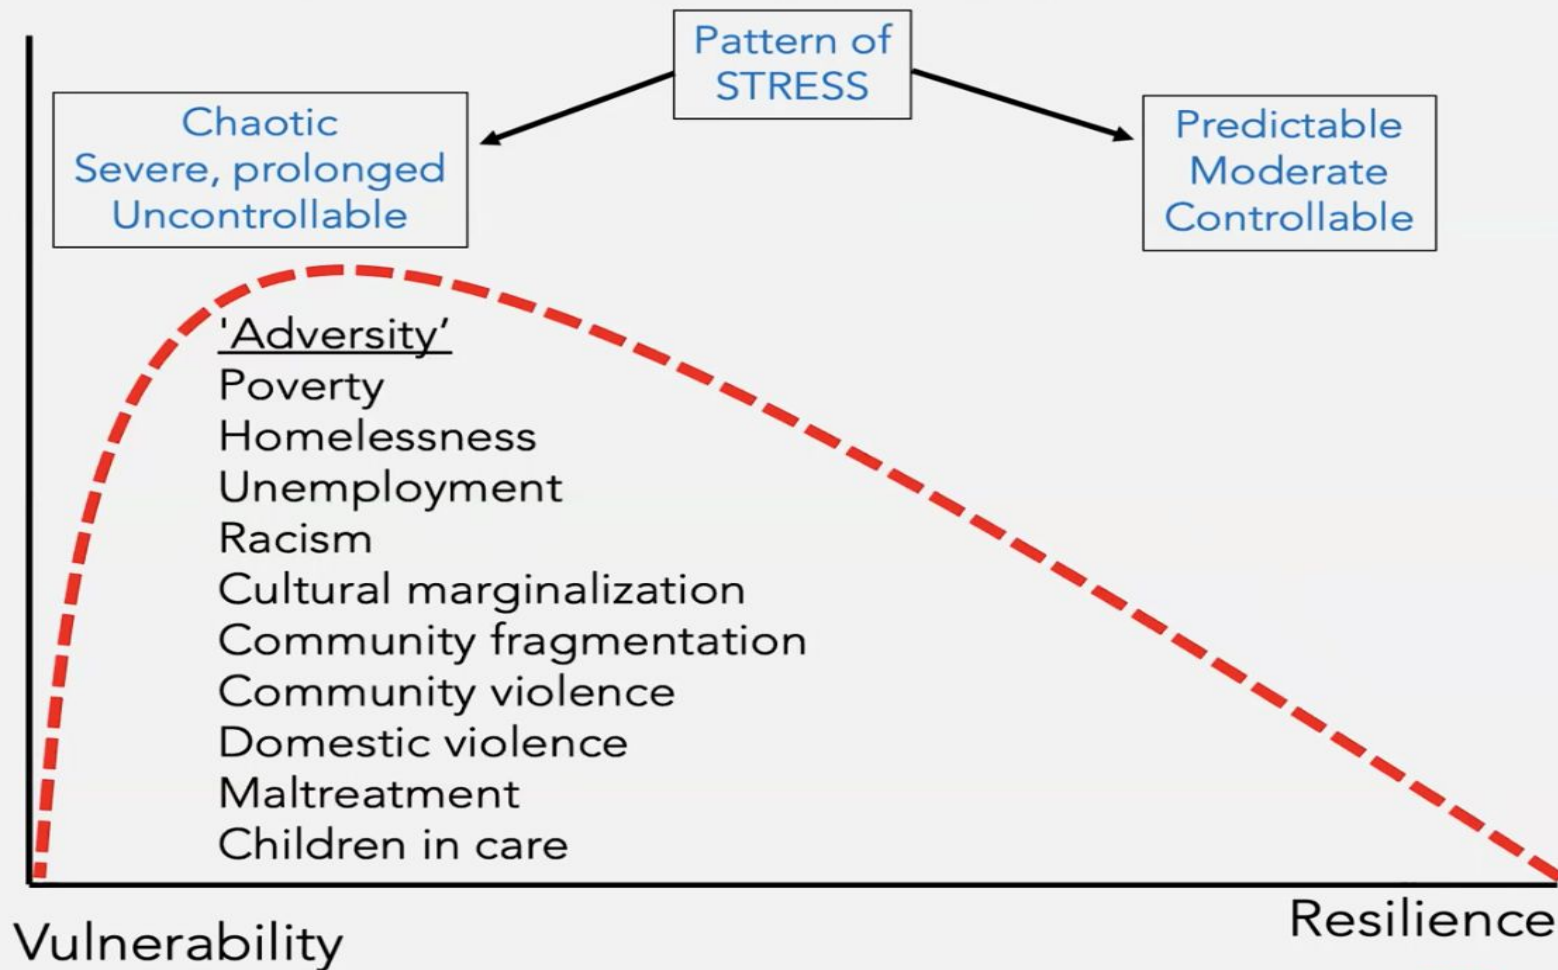 Pattern of
STRESS
Chaotic
Severe, prolonged
Uncontrollable
Predictable
Moderate
Controllable
'Adversity’
Poverty
Homelessness
Unemployment
Racism
Cultural marginalization
Community fragmentation
Community violence
Domestic violence
Maltreatment
Children in care
Vulnerability
Resilience